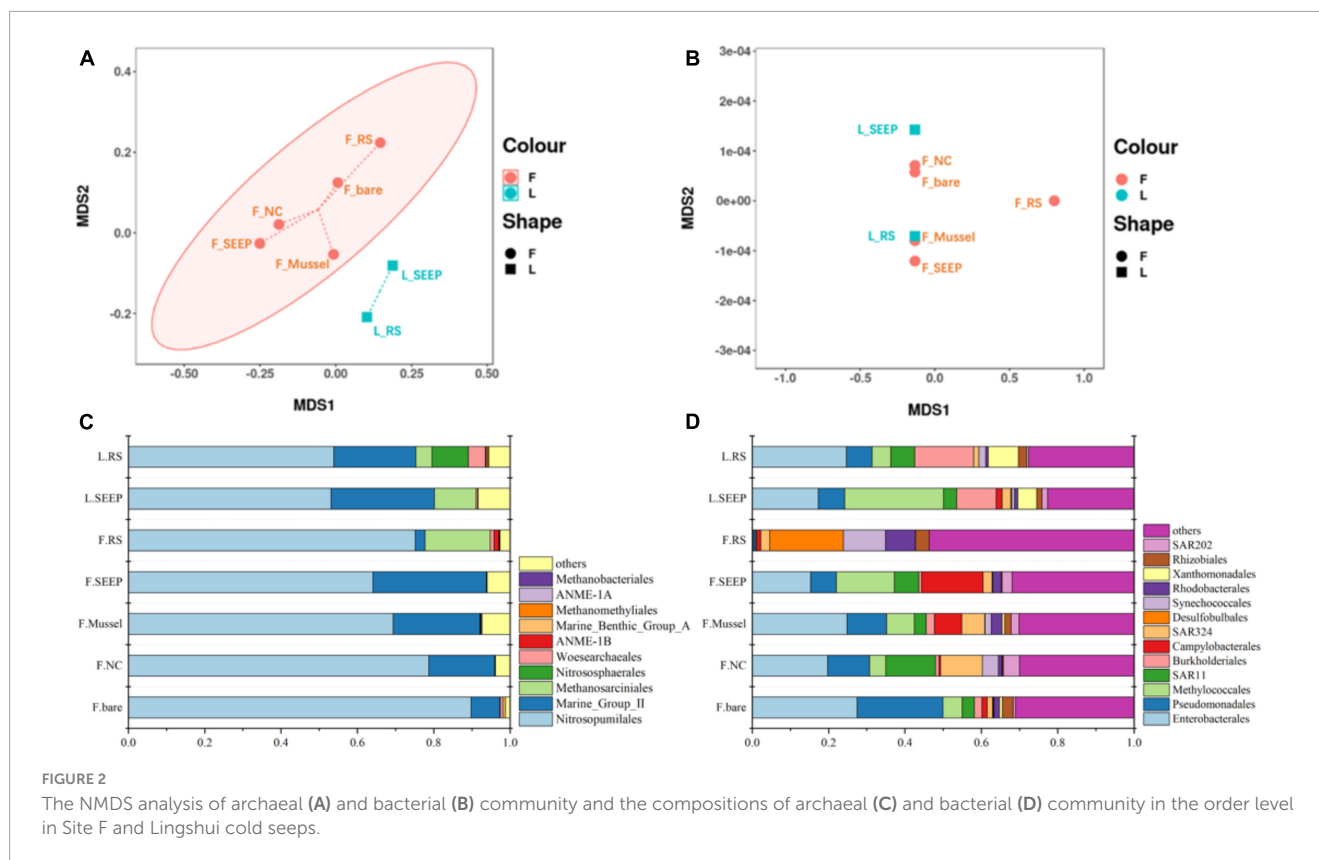 A
0.4
0.2
0.0
-0.2
MDS2
-0.50
-0.25
0.00
0.25
0.50
MDS1
F_RS
F_bare
F_NC
F_SEEP
F_Mussel
L_SEEP
L_RS
Colour
F
L
Shape
F
L
B
3e-04
2e-04
1e-04
0e+00
-1e-04
-2e-04
-3e-04
MDS2
-1.0
-0.5
0.0
0.5
1.0
MDS1
L_SEEP
F_NC
F_bare
F_RS
L_RS
F_Mussel
F_SEEP
Colour
F
L
Shape
F
L
C
L.RS
L.SEEP
F.RS
F.SEEP
F.Mussel
F.NC
F.bare
0.0
0.2
0.4
0.6
0.8
1.0
others
Methanobacteriales
ANME-1A
Methanomethyliales
Marine_Benthic_Group_A
ANME-1B
Woesearchaeales
Nitrososphaerales
Methanosarciniales
Marine_Group_II
Nitrosopumilales
D
L.RS
L.SEEP
F.RS
F.SEEP
F.Mussel
F.NC
F.bare
0.0
0.2
0.4
0.6
0.8
1.0
others
SAR202
Rhizobiales
Xanthomonadales
Rhodobacterales
Synechococcales
Desulfobulbales
SAR324
Campylobacterales
Burkholderiales
SAR11
Methylococcales
Pseudomonadales
Enterobacterales
FIGURE 2
The NMDS analysis of archaeal (A) and bacterial (B) community and the compositions of archaeal (C) and bacterial (D) community in the order level
in Site F and Lingshui cold seeps.